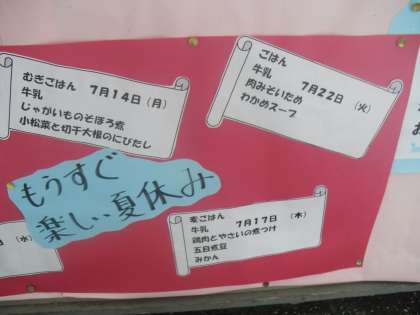 むぎごはん 7月14日(月)
牛乳
じゃがいものそぼろ煮
小松菜と切干大根のにびたし
ごはん
牛乳 7月22日(火)
肉みそいため
わかめスープ
もうすぐ
楽しい夏休み
麦ごはん
牛乳 7月17日(木)
鶏肉とやさいの煮つけ
五目煮豆
みかん
(水)
お